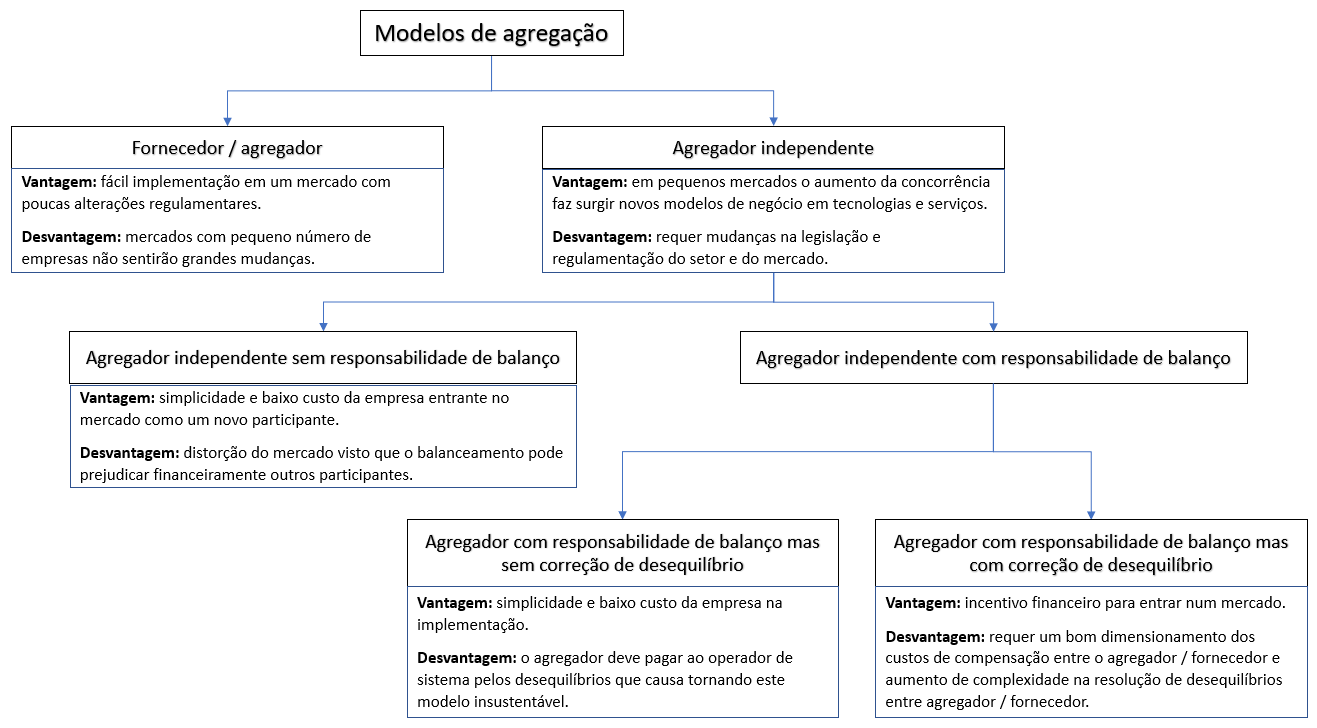 Modelos de agregação
Fornecedor / agregador
Vantagem: fácil implementação em um mercado com
poucas alterações regulamentares.
Desvantagem: mercados com pequeno número de
empresas não sentirão grandes mudanças.
Agregador independente
Vantagem: em pequenos mercados o aumento da concorrência
faz surgir novos modelos de negócio em tecnologias e serviços.
Desvantagem: requer mudanças na legislação e
regulamentação do setor e do mercado.
Agregador independente sem responsabilidade de balanço
Vantagem: simplicidade e baixo custo da empresa entrante no
mercado como um novo participante.
Desvantagem: distorção do mercado visto que o balanceamento pode
prejudicar financeiramente outros participantes.
Agregador independente com responsabilidade de balanço
Agregador com responsabilidade de balanço mas
sem correção de desequilíbrio
Vantagem: simplicidade e baixo custo da empresa na
implementação.
Desvantagem: o agregador deve pagar ao operador de
sistema pelos desequilíbrios que causa tornando este
modelo insustentável.
Agregador com responsabilidade de balanço mas
com correção de desequilíbrio
Vantagem: incentivo financeiro para entrar num mercado.
Desvantagem: requer um bom dimensionamento dos
custos de compensação entre o agregador / fornecedor e
aumento de complexidade na resolução de desequilíbrios
entre agregador / fornecedor.